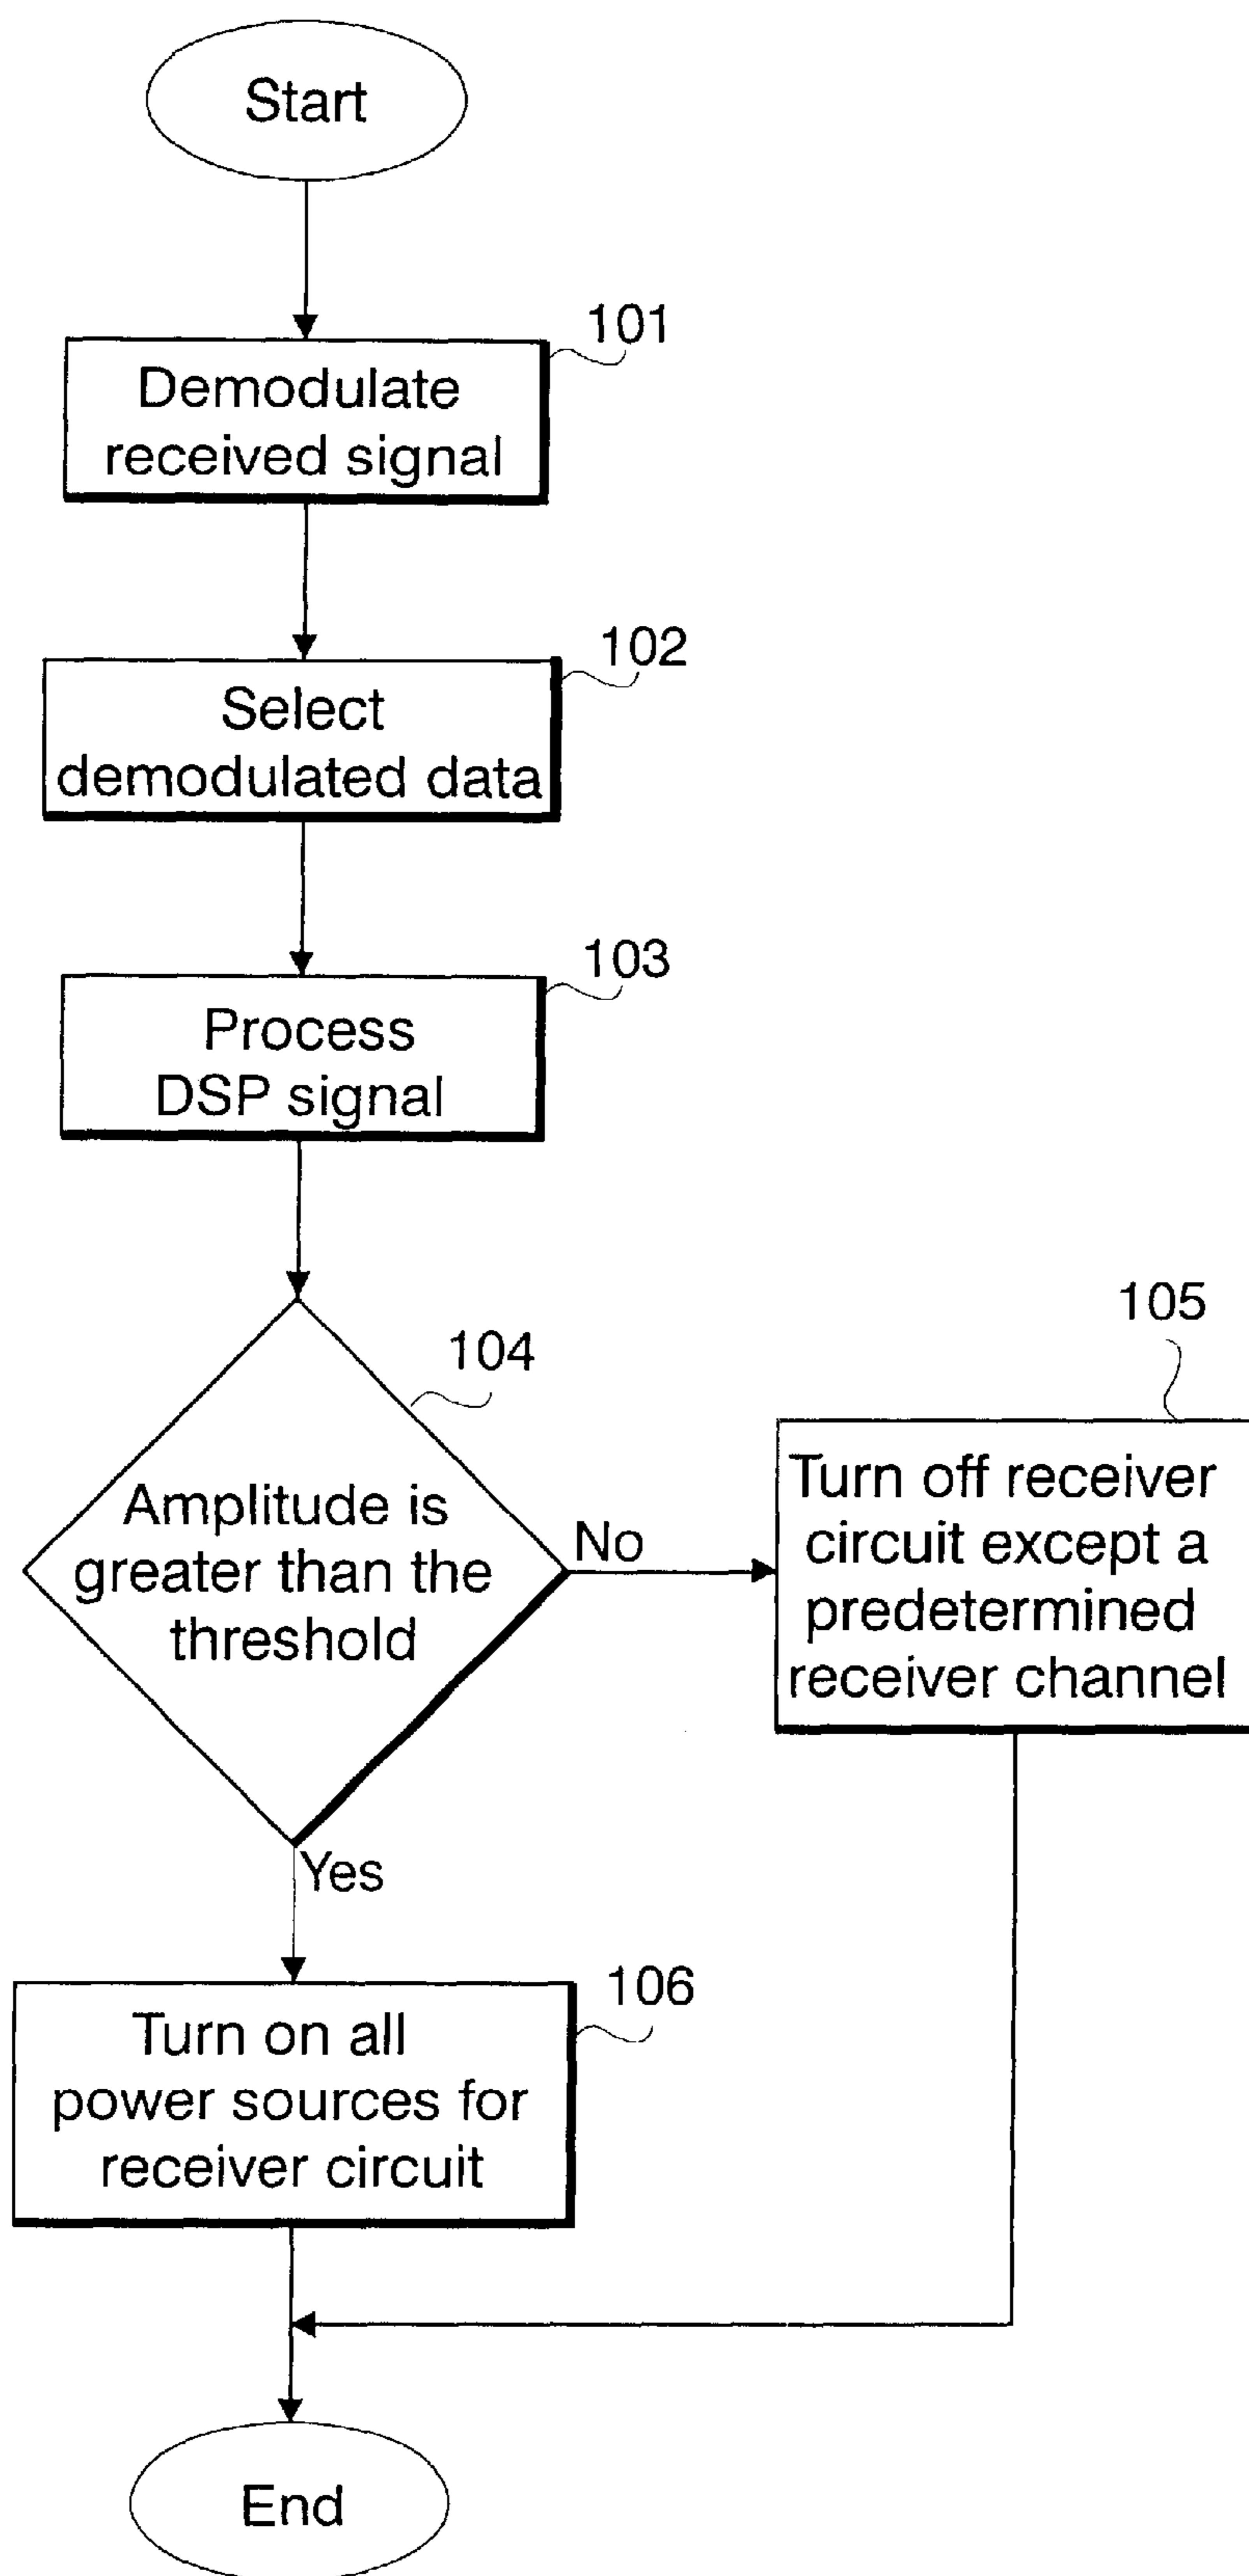 Start
101
Demodulate
received signal
102
Select
demodulated data
103
Process
DSP signal
104
Amplitude is
greater than the
threshold
No
105
Turn off receiver
circuit except a
predetermined
receiver channel
Yes
106
Turn on all
power sources for
receiver circuit
End